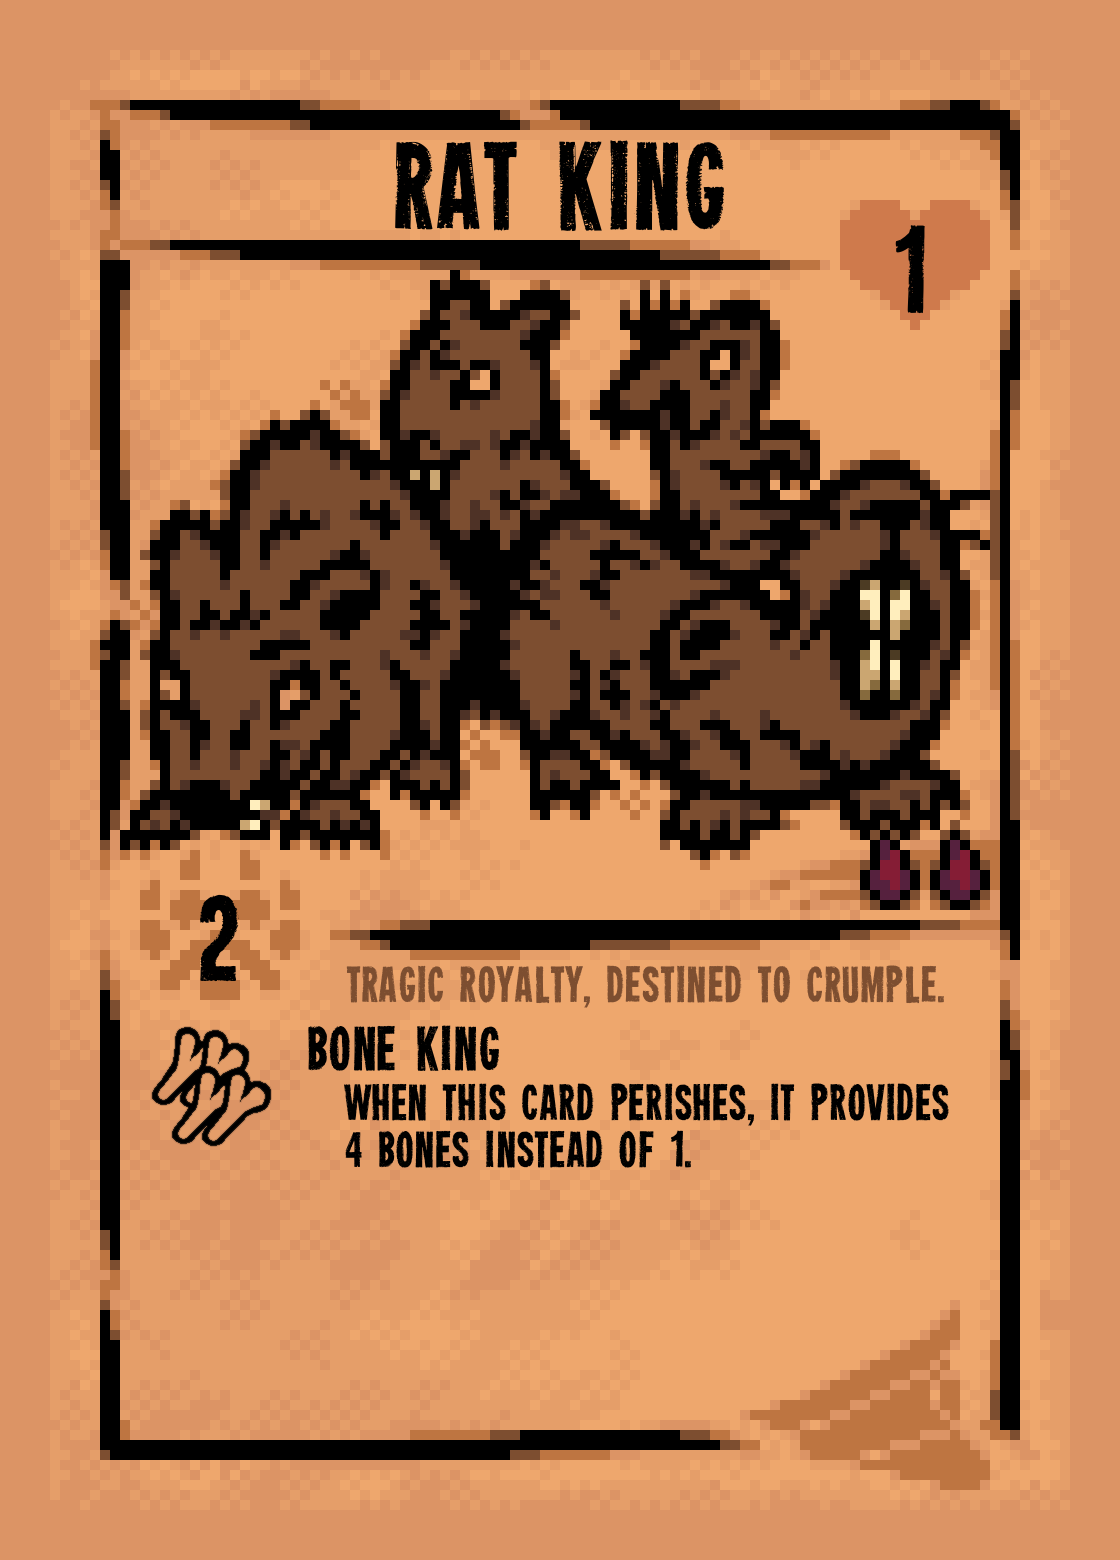 RAT KING
1
2
TRAGIC ROYALTY, DESTINED TO CRUMPLE.
BONE KING
WHEN THIS CARD PERISHES, IT PROVIDES
4 BONES INSTEAD OF 1.